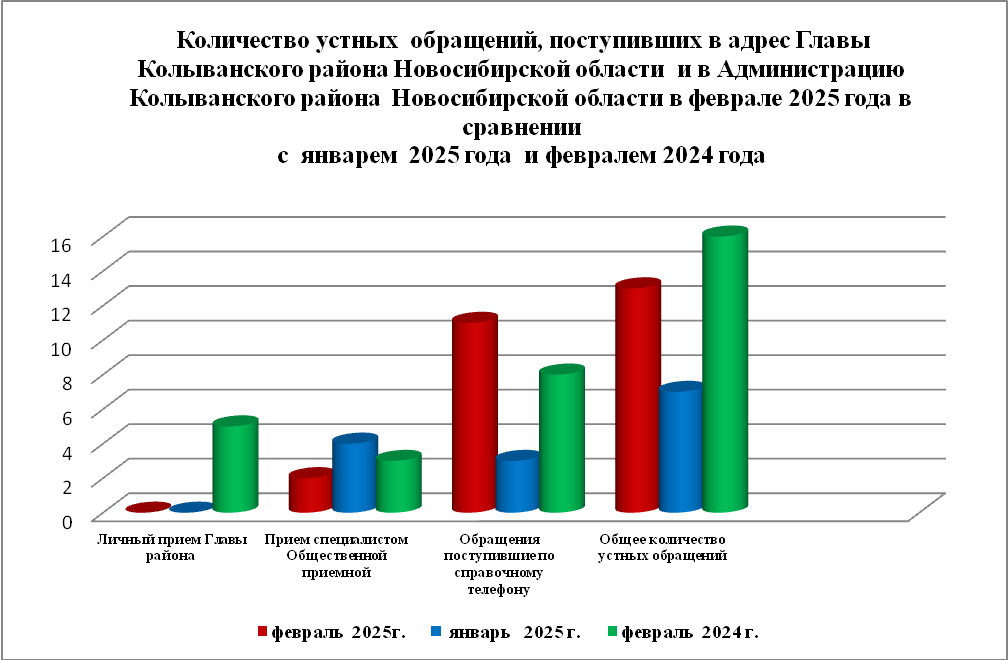 Количество устных обращений, поступивших в адрес Главы
Колыванского района Новосибирской области и в Администрацию
Колыванского района Новосибирской области в феврале 2025 года в
сравнении
с январем 2025 года и февралем 2024 года
16
14
12
10
8
6
4
2
0
Личный прием Главы
района
Прием специалистом
Общественной
приемной
Обращения
поступившие по
справочному
телефону
Общее количество
устных обращений
февраль 2025г.
январь 2025 г.
февраль 2024 г.